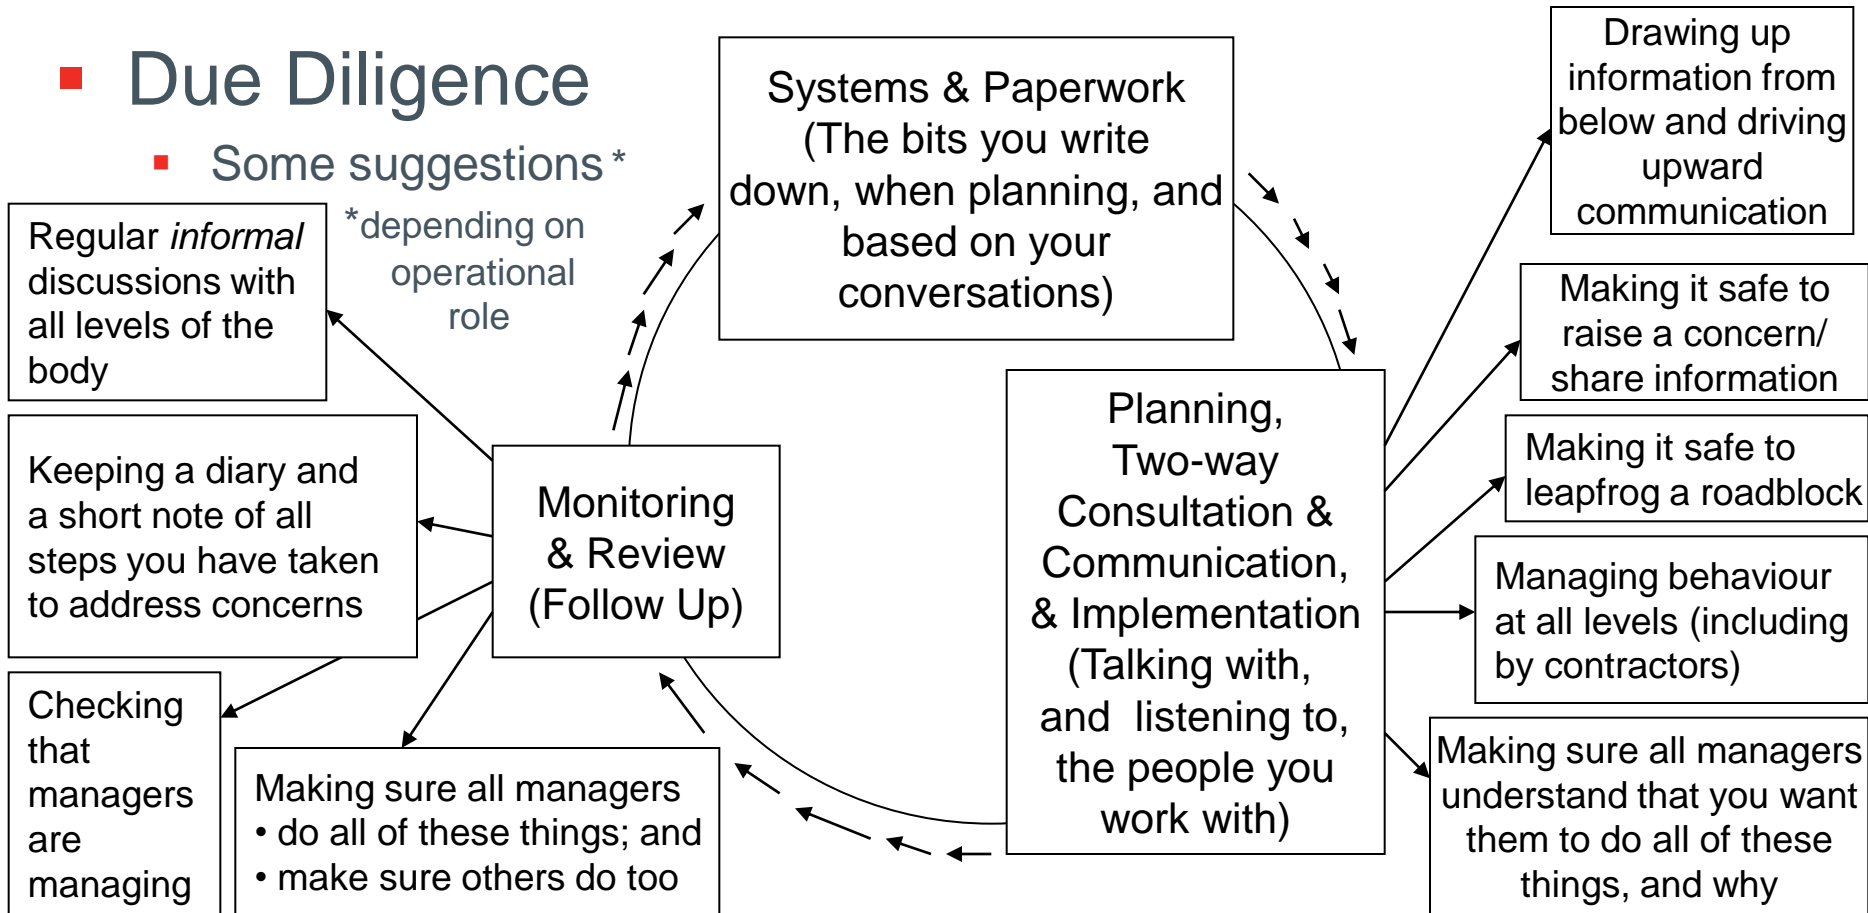 ▪ Due Diligence
▪ Some suggestions *
*depending on
operational
role
Systems & Paperwork
(The bits you write
down, when planning, and
based on your
conversations)
Drawing up
information from
below and driving
upward
communication
Making it safe to
raise a concern/
share information
Making it safe to
leapfrog a roadblock
Managing behaviour
at all levels (including
by contractors)
Making sure all managers
understand that you want
them to do all of these
things, and why
Planning,
Two-way
Consultation &
Communication,
& Implementation
(Talking with,
and listening to,
the people you
work with)
Monitoring
& Review
(Follow Up)
Regular informal
discussions with
all levels of the
body
Keeping a diary and
a short note of all
steps you have taken
to address concerns
Checking
that
managers
are
managing
Making sure all managers
• do all of these things; and
• make sure others do too